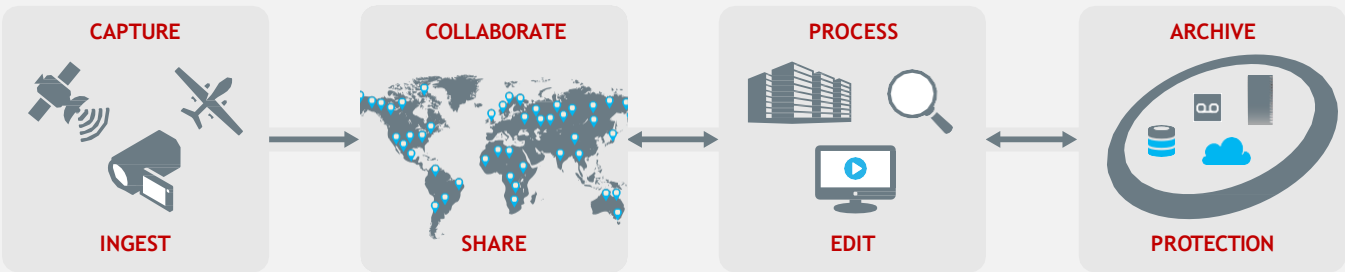 CAPTURE
COLLABORATE
PROCESS
ARCHIVE
INGEST
SHARE
EDIT
PROTECTION